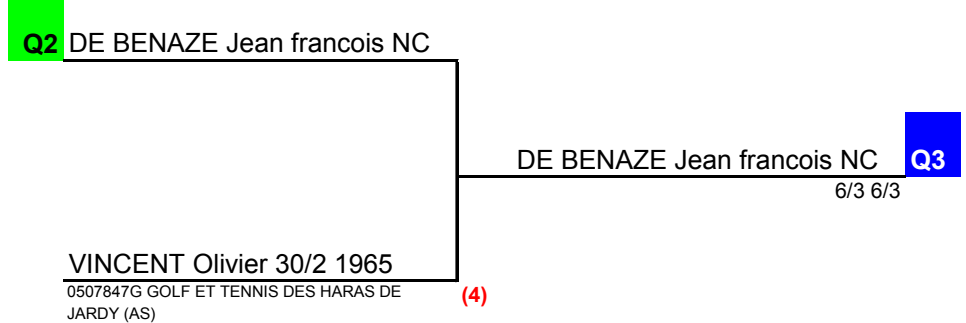 Q2 DE BENAZE Jean francois NC
DE BENAZE Jean francois NC Q3
6/3 6/3
VINCENT Olivier 30/2 1965
0507847G GOLF ET TENNIS DES HARAS DE
JARDY (AS)
(4)